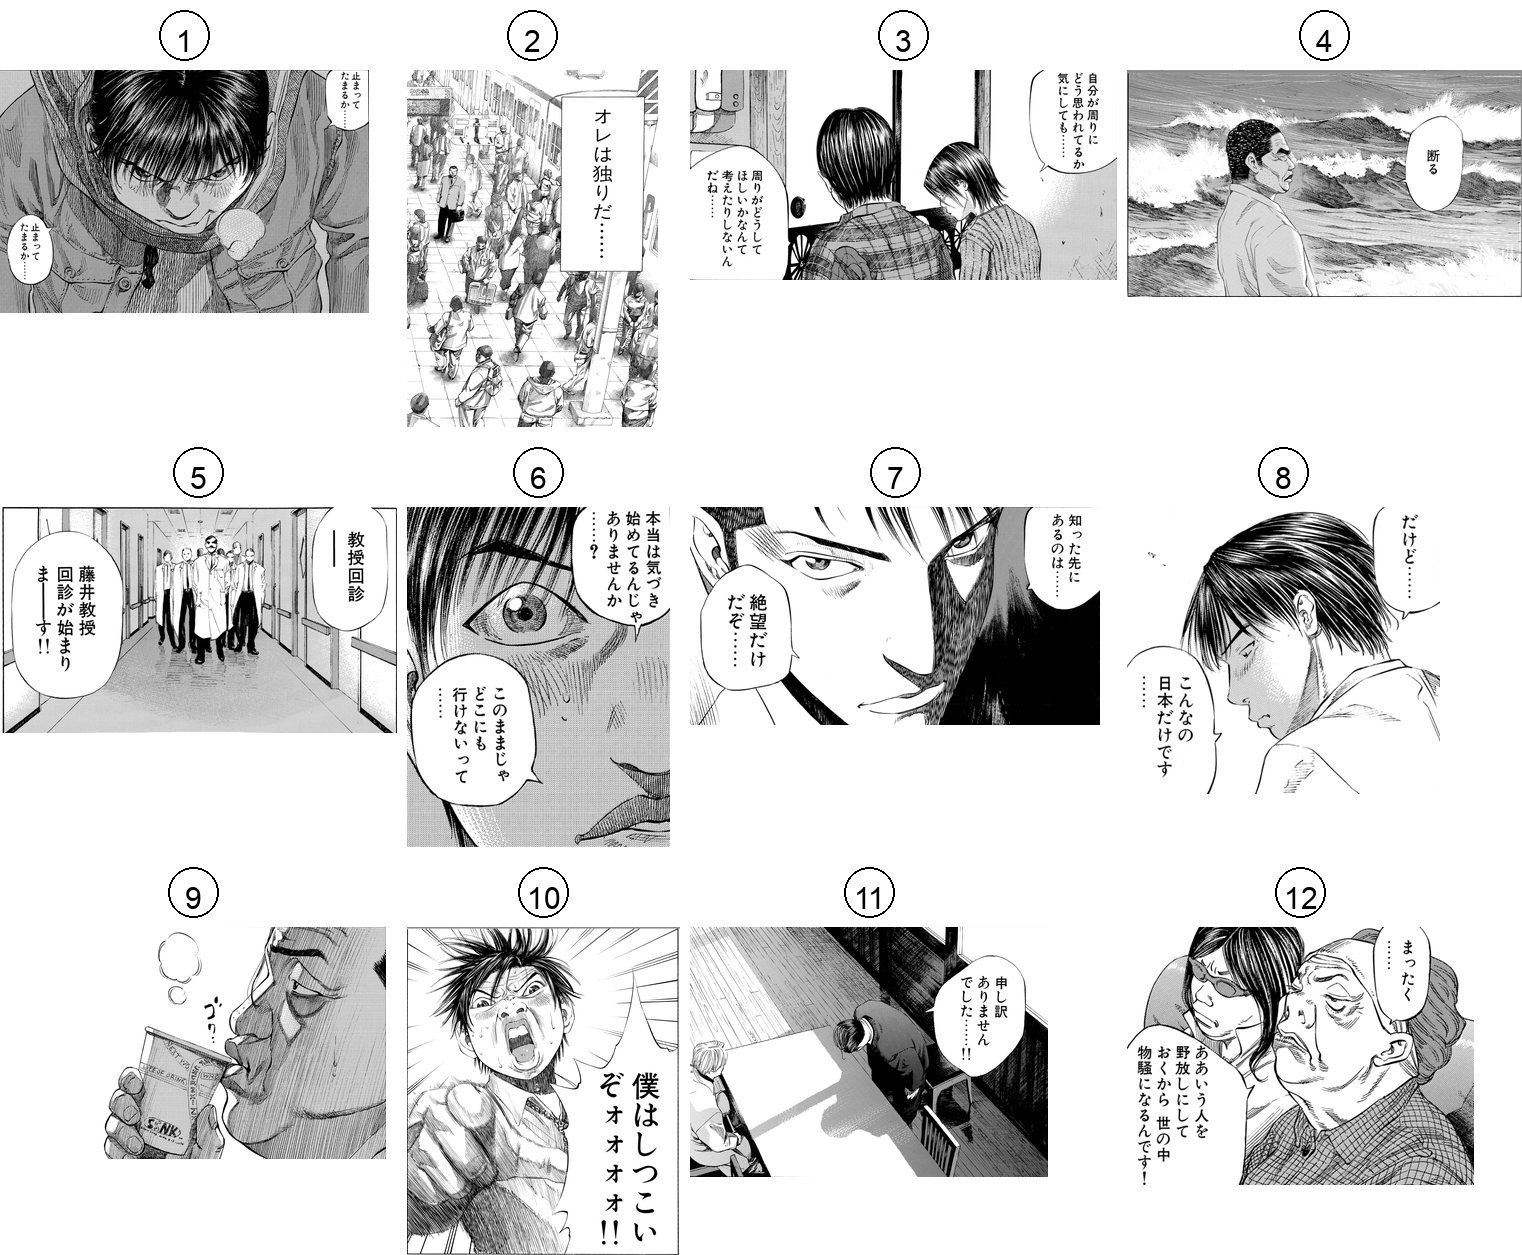 1
止まって
たまるか……
止まって
たまるか……
2
オレは独りだ……
3
自分が周りに
どう思われてるか
気にしても……
周りがどうして
ほしいかなんて
考えたりしないん
だね……
4
断る
5
教授回診
――
藤井教授
回診が始まり
ま――す!!
6
本当は気づき
始めてるんじゃ
ありませんか
……?
このままじゃ
どこにも
行けないって
……
7
知った先に
あるのは……
絶望だけ
だぞ……
8
だけど……
こんなの
日本だけです
……
9
ゴクッ
10
僕はしつこい
ぞォォォォ!!
11
申し訳
ありません
でした……!!
12
まったく
……
ああいう人を
野放しにして
おくから 世の中
物騒になるんです!